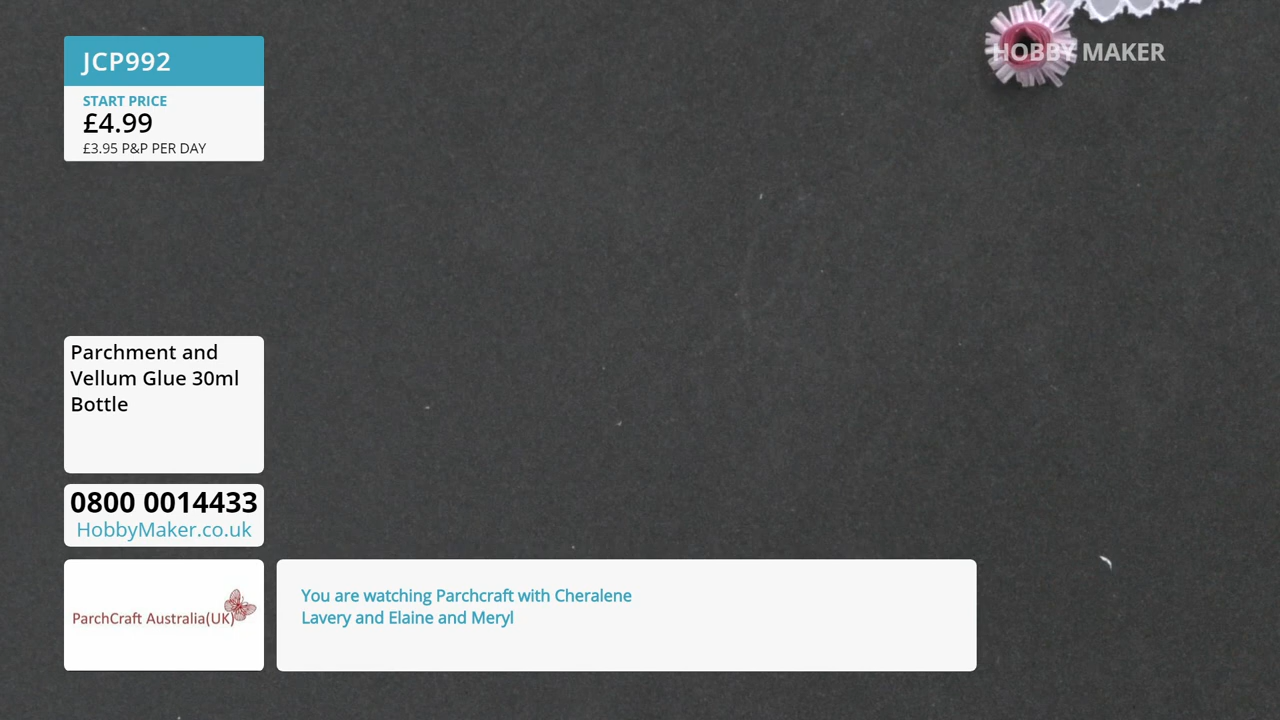 JCP992
START PRICE
£4.99
£3.95 P&P PER DAY
HOBBY MAKER
Parchment and
Vellum Glue 30ml
Bottle
0800 0014433
HobbyMaker.co.uk
ParchCraft Australia(UK)
You are watching Parchcraft with Cheralene
Lavery and Elaine and Meryl